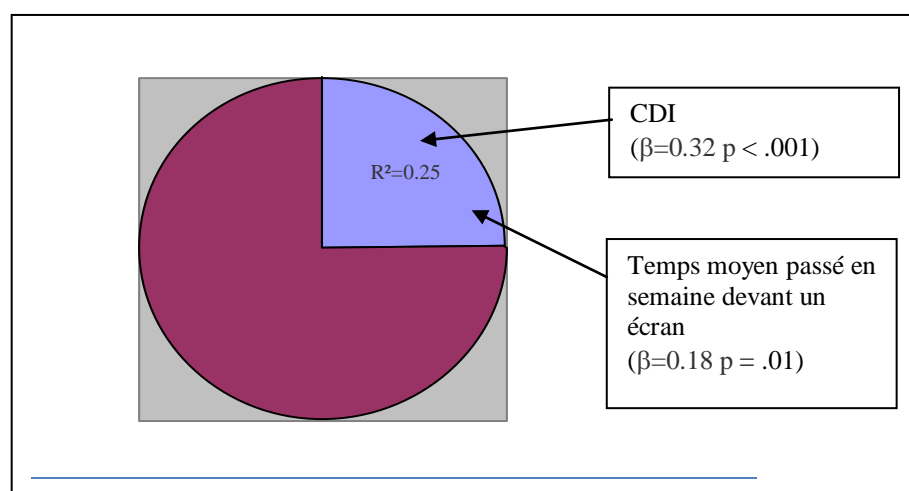 CDI
(β=0.32 p < .001)
R²=0.25
Temps moyen passé en
semaine devant un
écran
(β=0.18 p = .01)